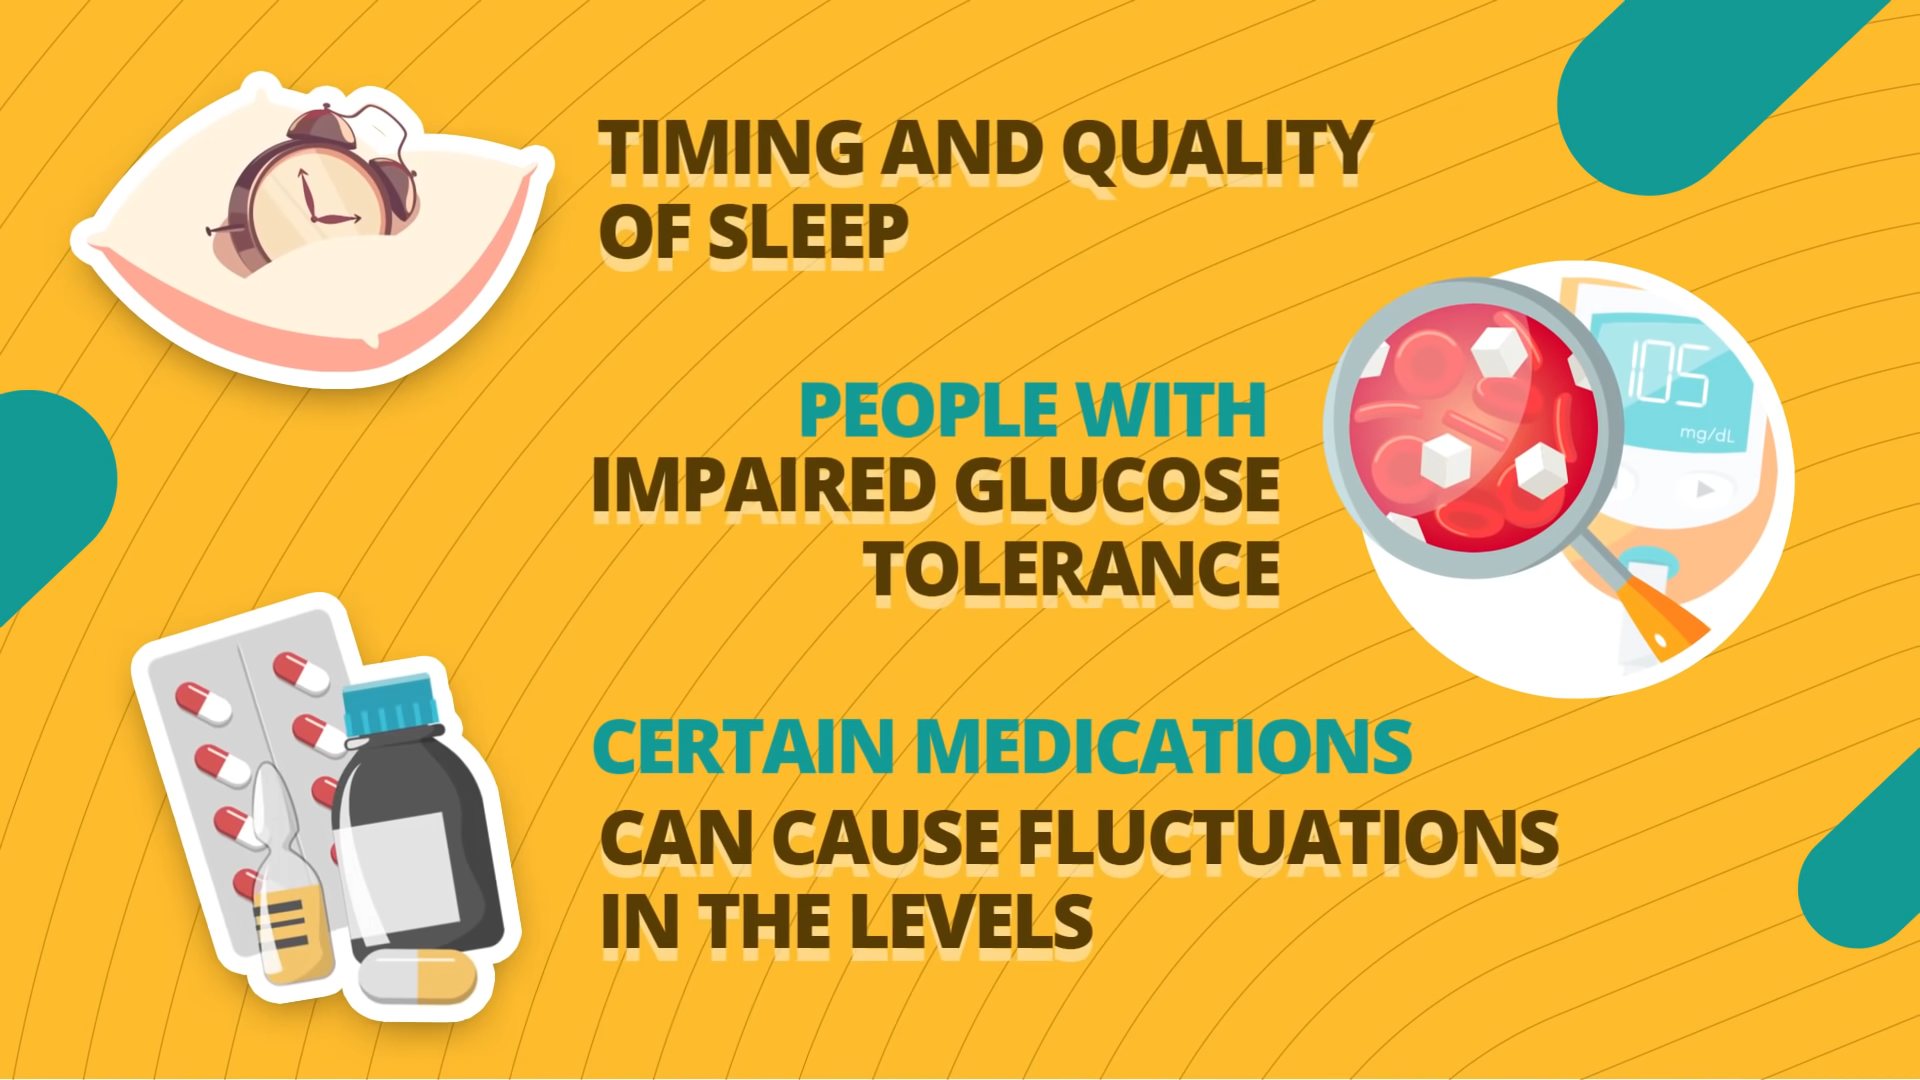 TIMING AND QUALITY
OF SLEEP
PEOPLE WITH
IMPAIRED GLUCOSE
TOLERANCE
105
mg/dL
CERTAIN MEDICATIONS
CAN CAUSE FLUCTUATIONS
IN THE LEVELS